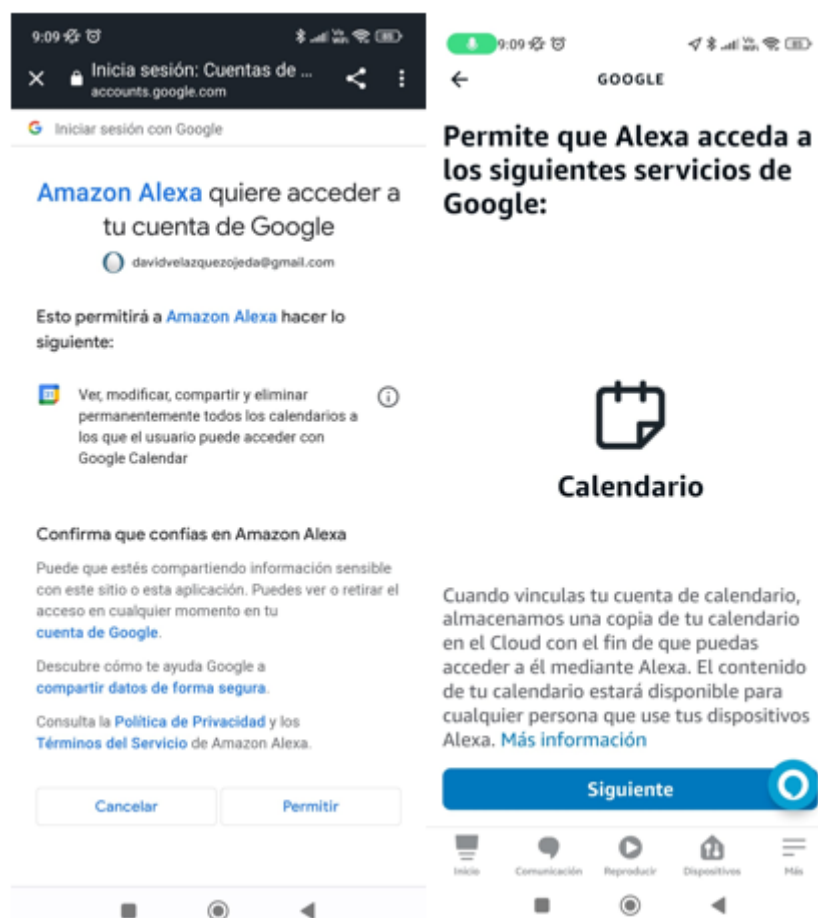 9:09
Inicia sesión: Cuentas de ...
accounts.google.com
Iniciar sesión con Google
Amazon Alexa quiere acceder a
tu cuenta de Google
davidvelazquezojeda@gmail.com
Esto permitirá a Amazon Alexa hacer lo
siguiente:
Ver, modificar, compartir y eliminar
permanentemente todos los calendarios a
los que el usuario puede acceder con
Google Calendar
Confirma que confías en Amazon Alexa
Puede que estés compartiendo información sensible
con este sitio o esta aplicación. Puedes ver o retirar el
acceso en cualquier momento en tu
cuenta de Google.
Descubre cómo te ayuda Google a
compartir datos de forma segura.
Consulta la Política de Privacidad y los
Términos del Servicio de Amazon Alexa.
Cancelar
Permitir
9:09
GOOGLE
Permite que Alexa acceda a
los siguientes servicios de
Google:
Calendario
Cuando vinculas tu cuenta de calendario,
almacenamos una copia de tu calendario
en el Cloud con el fin de que puedas
acceder a él mediante Alexa. El contenido
de tu calendario estará disponible para
cualquier persona que use tus dispositivos
Alexa. Más información
Siguiente
Inicio
Comunicación
Reproducir
Dispositivos
Más